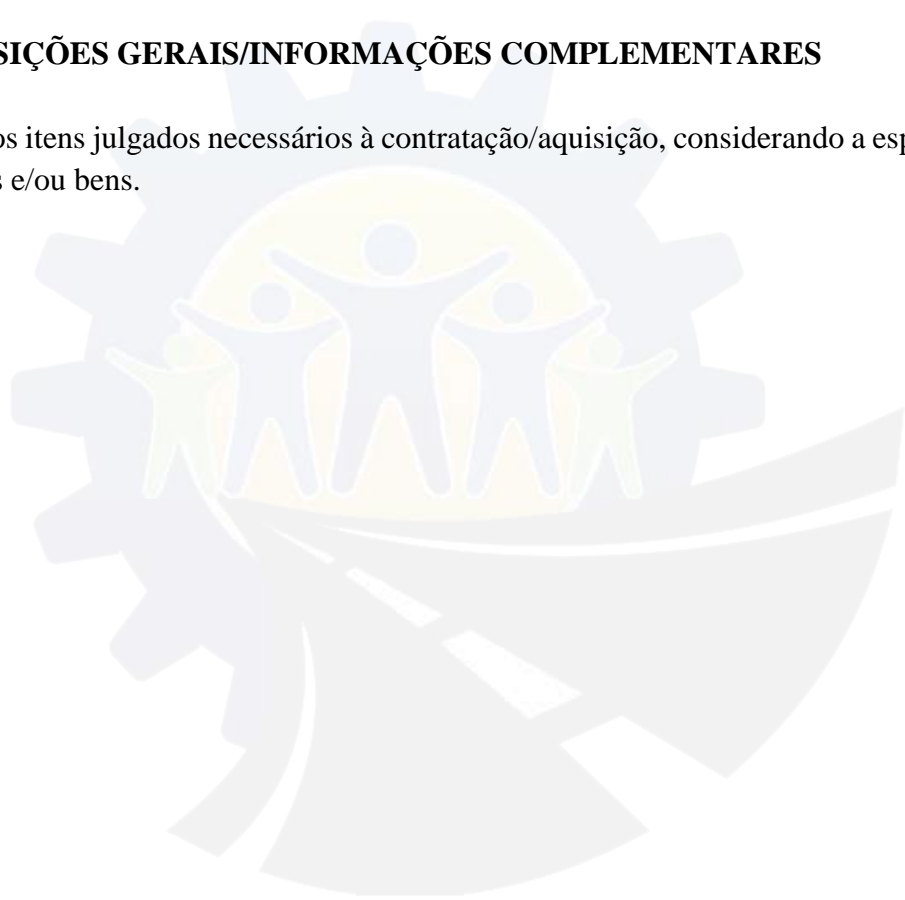 SIÇÕES GERAIS/INFORMAÇÕES COMPLEMENTARES
os itens julgados necessários à contratação/aquisição, considerando a esp
s e/ou bens.